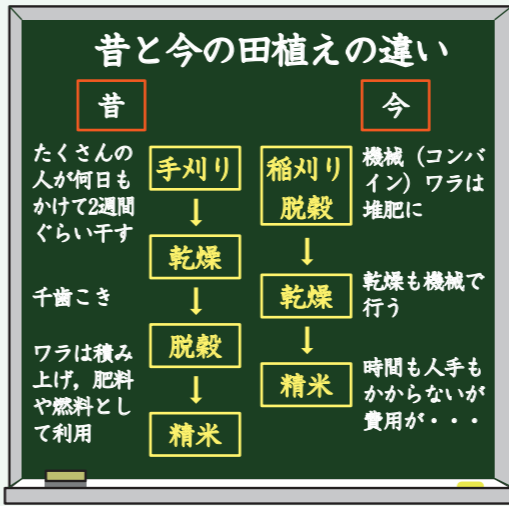 昔と今の田植えの違い
昔
たくさんの
人が何日も
かけて2週間
ぐらい干す
千歯こき
ワラは積み
上げ,肥料
や燃料とし
て利用
手刈り
↓
乾燥
↓
脱穀
↓
精米
今
稲刈り
脱穀
↓
乾燥
↓
精米
機械（コンバ
イン）ワラは
堆肥に
乾燥も機械で
行う
時間も人手も
かからないが
費用が・・・